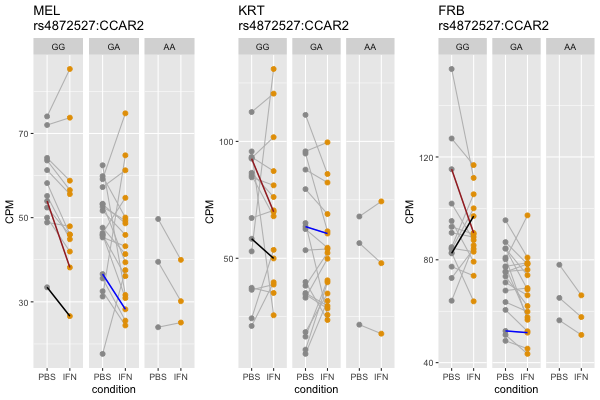 MEL
rs4872527:CCAR2
GG GA AA
CPM
70
50
30
PBS IFN PBS IFN PBS IFN
condition
KRT
rs4872527:CCAR2
GG GA AA
CPM
100
50
PBS IFN PBS IFN PBS IFN
condition
FRB
rs4872527:CCAR2
GG GA AA
CPM
120
80
40
PBS IFN PBS IFN PBS IFN
condition